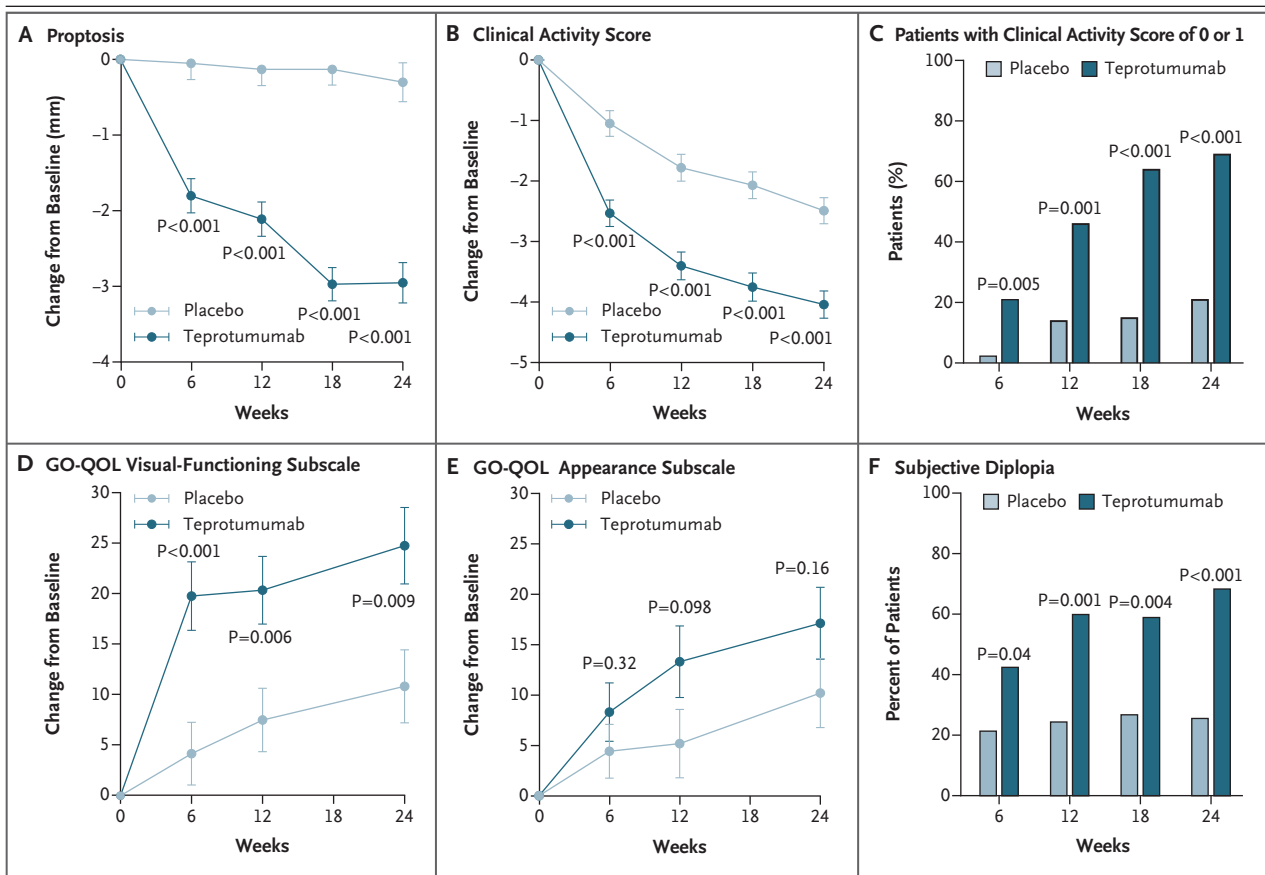 A Proptosis
0
−1
−2
−3
−4
Change from Baseline (mm)
P<0.001
P<0.001
P<0.001
P<0.001
Placebo
Teprotumumab
0 6 12 18 24
Weeks
B Clinical Activity Score
0
−1
−2
−3
−4
−5
Change from Baseline
P<0.001
P<0.001
P<0.001
P<0.001
Placebo
Teprotumumab
0 6 12 18 24
Weeks
C Patients with Clinical Activity Score of 0 or 1
Placebo Teprotumumab
100
80
60
40
20
0
Patients (%)
P=0.005
P=0.001
P<0.001
P<0.001
6 12 18 24
Weeks
D GO-QOL Visual-Functioning Subscale
Placebo
Teprotumumab
30
25
20
15
10
5
0
Change from Baseline
P<0.001
P=0.006
P=0.009
0 6 12 18 24
Weeks
E GO-QOL Appearance Subscale
Placebo
Teprotumumab
30
25
20
15
10
5
0
Change from Baseline
P=0.32
P=0.098
P=0.16
0 6 12 18 24
Weeks
F Subjective Diplopia
Placebo Teprotumumab
100
80
60
40
20
0
Percent of Patients
P=0.04
P=0.001
P=0.004
P<0.001
6 12 18 24
Weeks